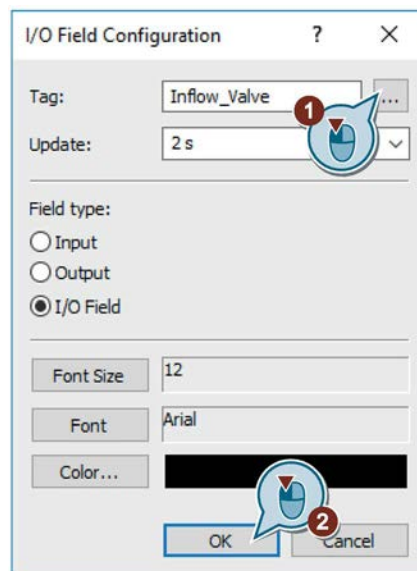 I/O Field Configuration ? ×
Tag: Inflow_Valve ...
1
Update: 2 s
Field type:
Input
Output
I/O Field
Font Size 12
Font Arial
Color...
2
OK Cancel